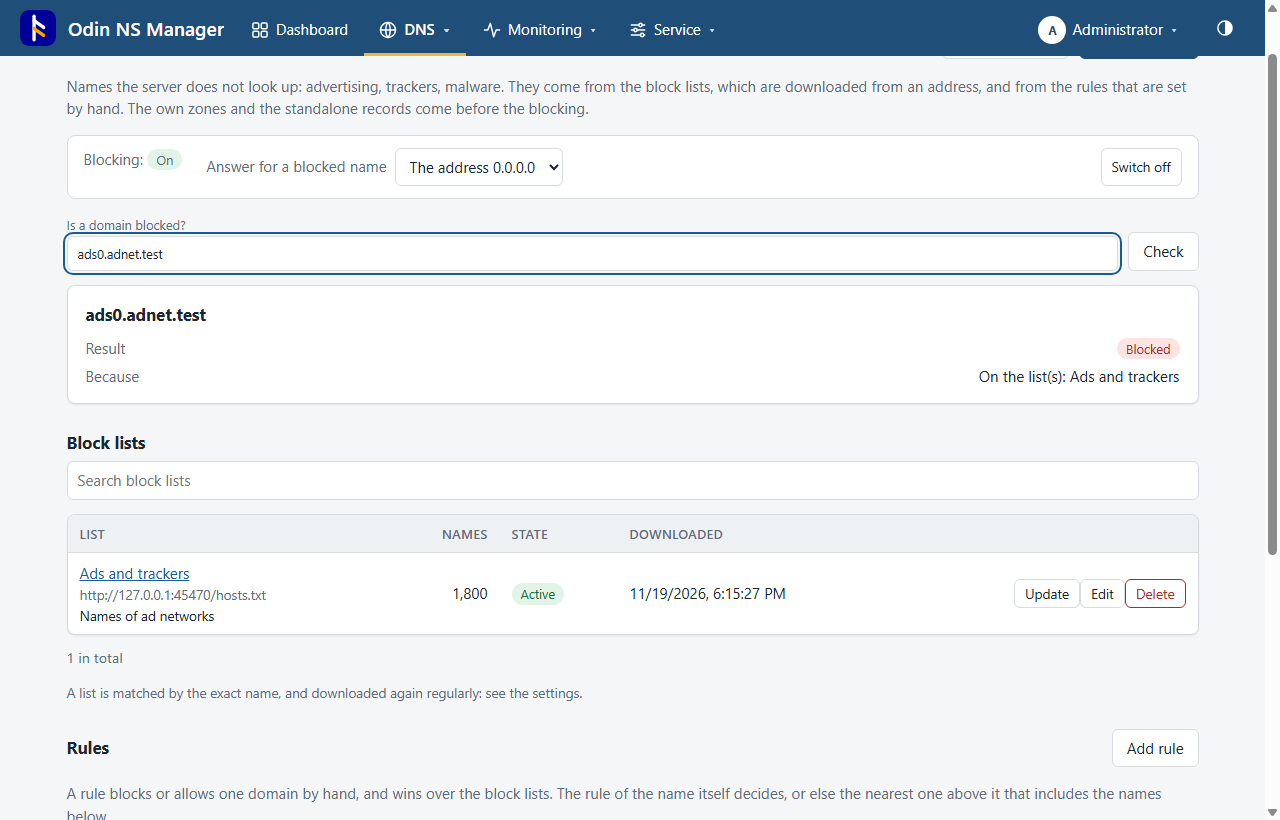 Odin NS Manager
Dashboard
DNS
Monitoring
Service
A
Administrator
Names the server does not look up: advertising, trackers, malware. They come from the block lists, which are downloaded from an address, and from the rules that are set
by hand. The own zones and the standalone records come before the blocking.
Blocking: On
Answer for a blocked name
The address 0.0.0.0
Switch off
Is a domain blocked?
ads0.adnet.test
Check
ads0.adnet.test
Result
Blocked
Because
On the list(s): Ads and trackers
Block lists
Search block lists
LIST NAMES STATE DOWNLOADED
Ads and trackers
http://127.0.0.1:45470/hosts.txt
Names of ad networks
1,800
Active
11/19/2026, 6:15:27 PM
Update
Edit
Delete
1 in total
A list is matched by the exact name, and downloaded again regularly: see the settings.
Rules
Add rule
A rule blocks or allows one domain by hand, and wins over the block lists. The rule of the name itself decides, or else the nearest one above it that includes the names
below.